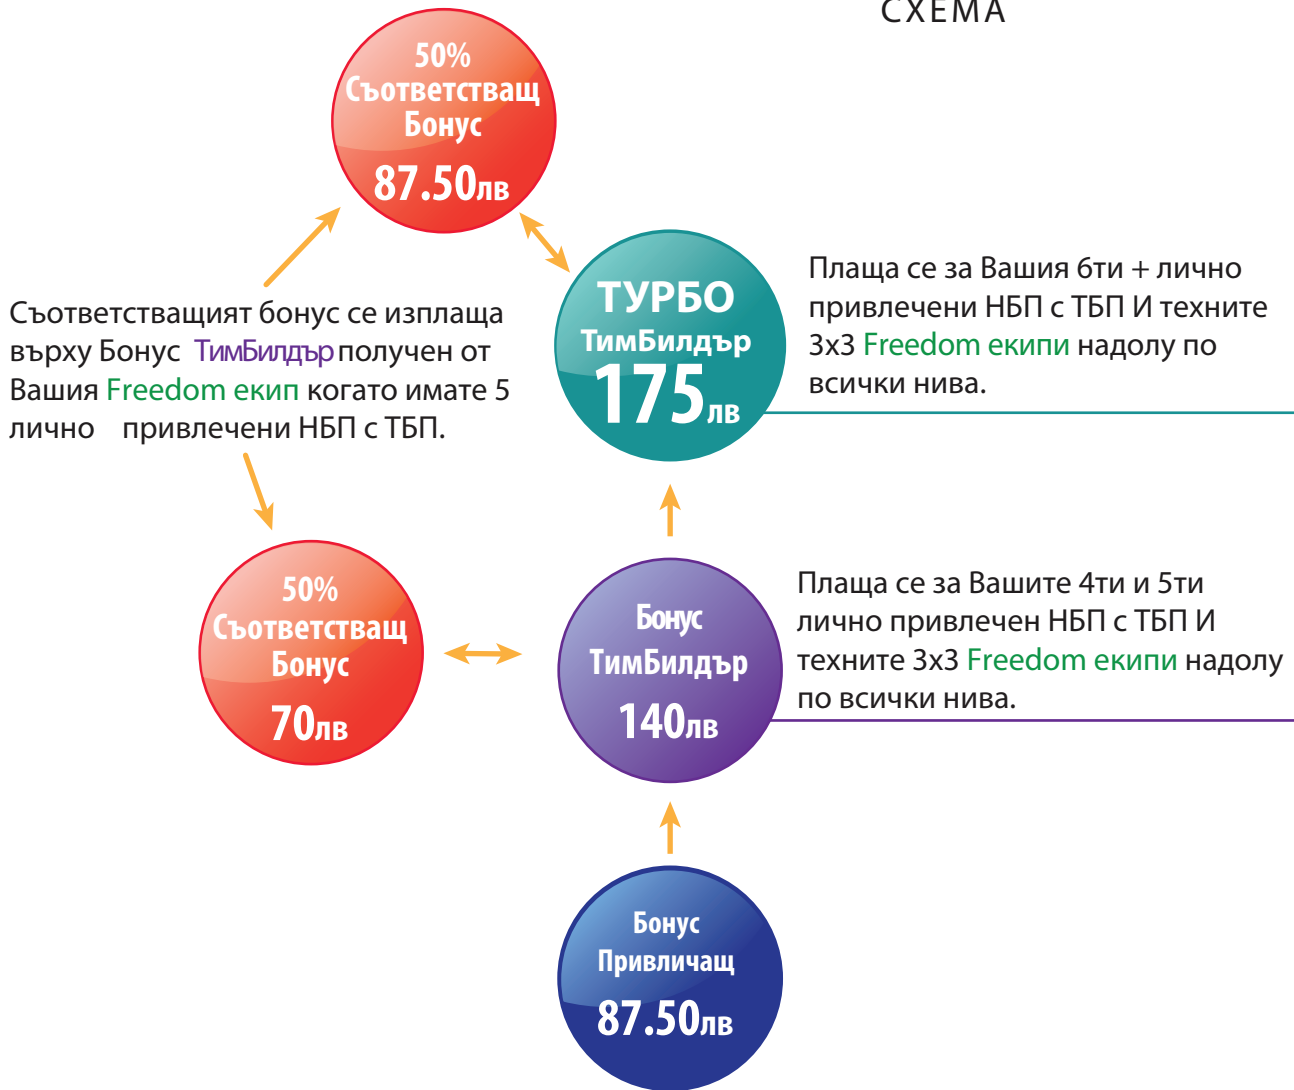 СХЕМА
50%
Съответстващ
Бонус
87.50лв
ТУРБО
ТимБилдър
175лв
Плаща се за Вашия 6ти + лично
привлечени НБП с ТБП И техните
3х3 Freedom екипи надолу по
всички нива.
Съответстващият бонус се изплаща
върху Бонус ТимБилдър получен от
Вашия Freedom екип когато имате 5
лично привлечени НБП с ТБП.
50%
Съответстващ
Бонус
70лв
Бонус
ТимБилдър
140лв
Плаща се за Вашите 4ти и 5ти
лично привлечен НБП с ТБП И
техните 3х3 Freedom екипи надолу
по всички нива.
Бонус
Привличащ
87.50лв